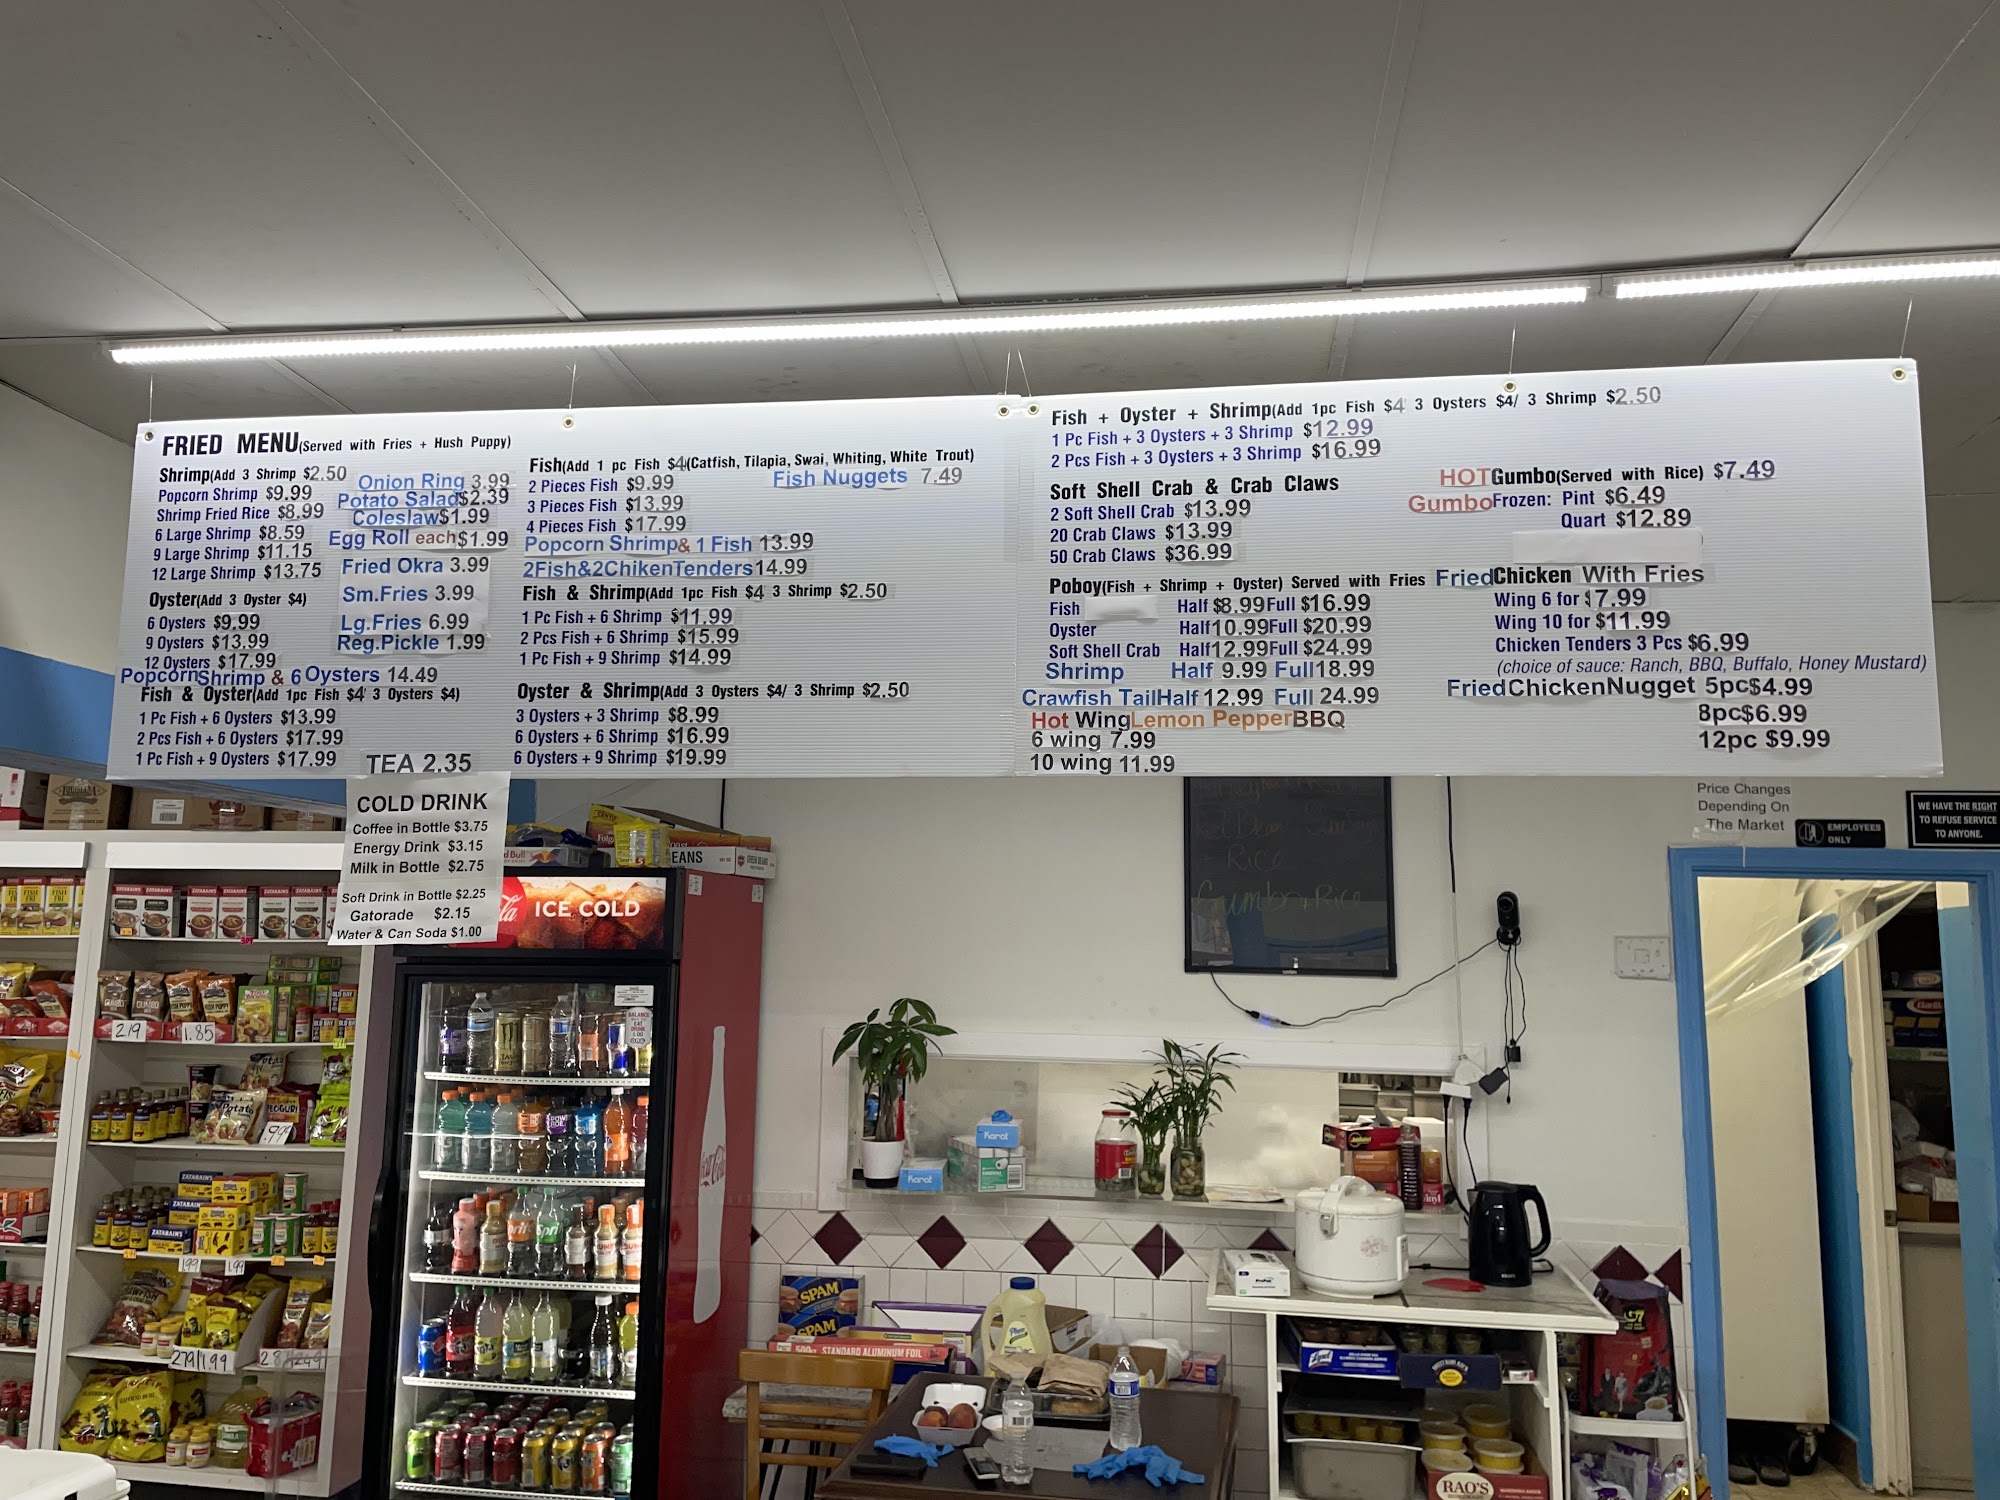 FRIED MENU(Served with Fries + Hush Puppy)
Shrimp(Add 3 Shrimp $2.50
Popcorn Shrimp $9.99
Shrimp Fried Rice $8.99
6 Large Shrimp $8.59
9 Large Shrimp $11.15
12 Large Shrimp $13.75
Oyster(Add 3 Oyster $4)
6 Oysters $9.99
9 Oysters $13.99
12 Oysters $17.99
Popcorn Shrimp & 6 Oysters 14.49
Fish & Oyster(Add 1pc Fish $4 3 Oysters $4)
1 Pc Fish + 6 Oysters $13.99
2 Pcs Fish + 6 Oysters $17.99
1 Pc Fish + 9 Oysters $17.99
Onion Ring 3.99
Potato Salad$2.39
Coleslaw$1.99
Egg Roll each$1.99
Fried Okra 3.99
Sm.Fries 3.99
Lg.Fries 6.99
Reg.Pickle 1.99
TEA 2.35
Fish(Add 1 pc Fish $4(Catfish, Tilapia, Swai, Whiting, White Trout)
2 Pieces Fish $9.99
3 Pieces Fish $13.99
4 Pieces Fish $17.99
Fish Nuggets 7.49
Popcorn Shrimp& 1 Fish 13.99
2Fish&2ChikenTenders14.99
Fish & Shrimp(Add 1pc Fish $4 3 Shrimp $2.50
1 Pc Fish + 6 Shrimp $11.99
2 Pcs Fish + 6 Shrimp $15.99
1 Pc Fish + 9 Shrimp $14.99
Oyster & Shrimp(Add 3 Oysters $4/ 3 Shrimp $2.50
3 Oysters + 3 Shrimp $8.99
6 Oysters + 6 Shrimp $16.99
6 Oysters + 9 Shrimp $19.99
Fish + Oyster + Shrimp(Add 1pc Fish $4 3 Oysters $4/ 3 Shrimp $2.50
1 Pc Fish + 3 Oysters + 3 Shrimp $12.99
2 Pcs Fish + 3 Oysters + 3 Shrimp $16.99
Soft Shell Crab & Crab Claws
2 Soft Shell Crab $13.99
20 Crab Claws $13.99
50 Crab Claws $36.99
Poboy(Fish + Shrimp + Oyster) Served with Fries
Fish Half $8.99Full $16.99
Oyster Half10.99Full $20.99
Soft Shell Crab Half12.99Full $24.99
Shrimp Half 9.99 Full18.99
Crawfish TailHalf 12.99 Full 24.99
Hot WingLemon PepperBBQ
6 wing 7.99
10 wing 11.99
HOTGumbo(Served with Rice) $7.49
GumboFrozen: Pint $6.49
Quart $12.89
FriedChicken With Fries
Wing 6 for $7.99
Wing 10 for $11.99
Chicken Tenders 3 Pcs $6.99
(choice of sauce: Ranch, BBQ, Buffalo, Honey Mustard)
FriedChickenNugget 5pc$4.99
8pc$6.99
12pc $9.99
COLD DRINK
Coffee in Bottle $3.75
Energy Drink $3.15
Milk in Bottle $2.75
Soft Drink in Bottle $2.25
Gatorade $2.15
Water & Can Soda $1.00
Price Changes
Depending On
The Market
EMPLOYEES
ONLY
WE HAVE THE RIGHT
TO REFUSE SERVICE
TO ANYONE.
ICE COLD
Rice
Gumbo Rice
Karat
Karat
SPAM
SPAM
STANDARD ALUMINUM FOIL
RAO'S
219
1.85
.99
1.99
1.99
ZATARAIN'S